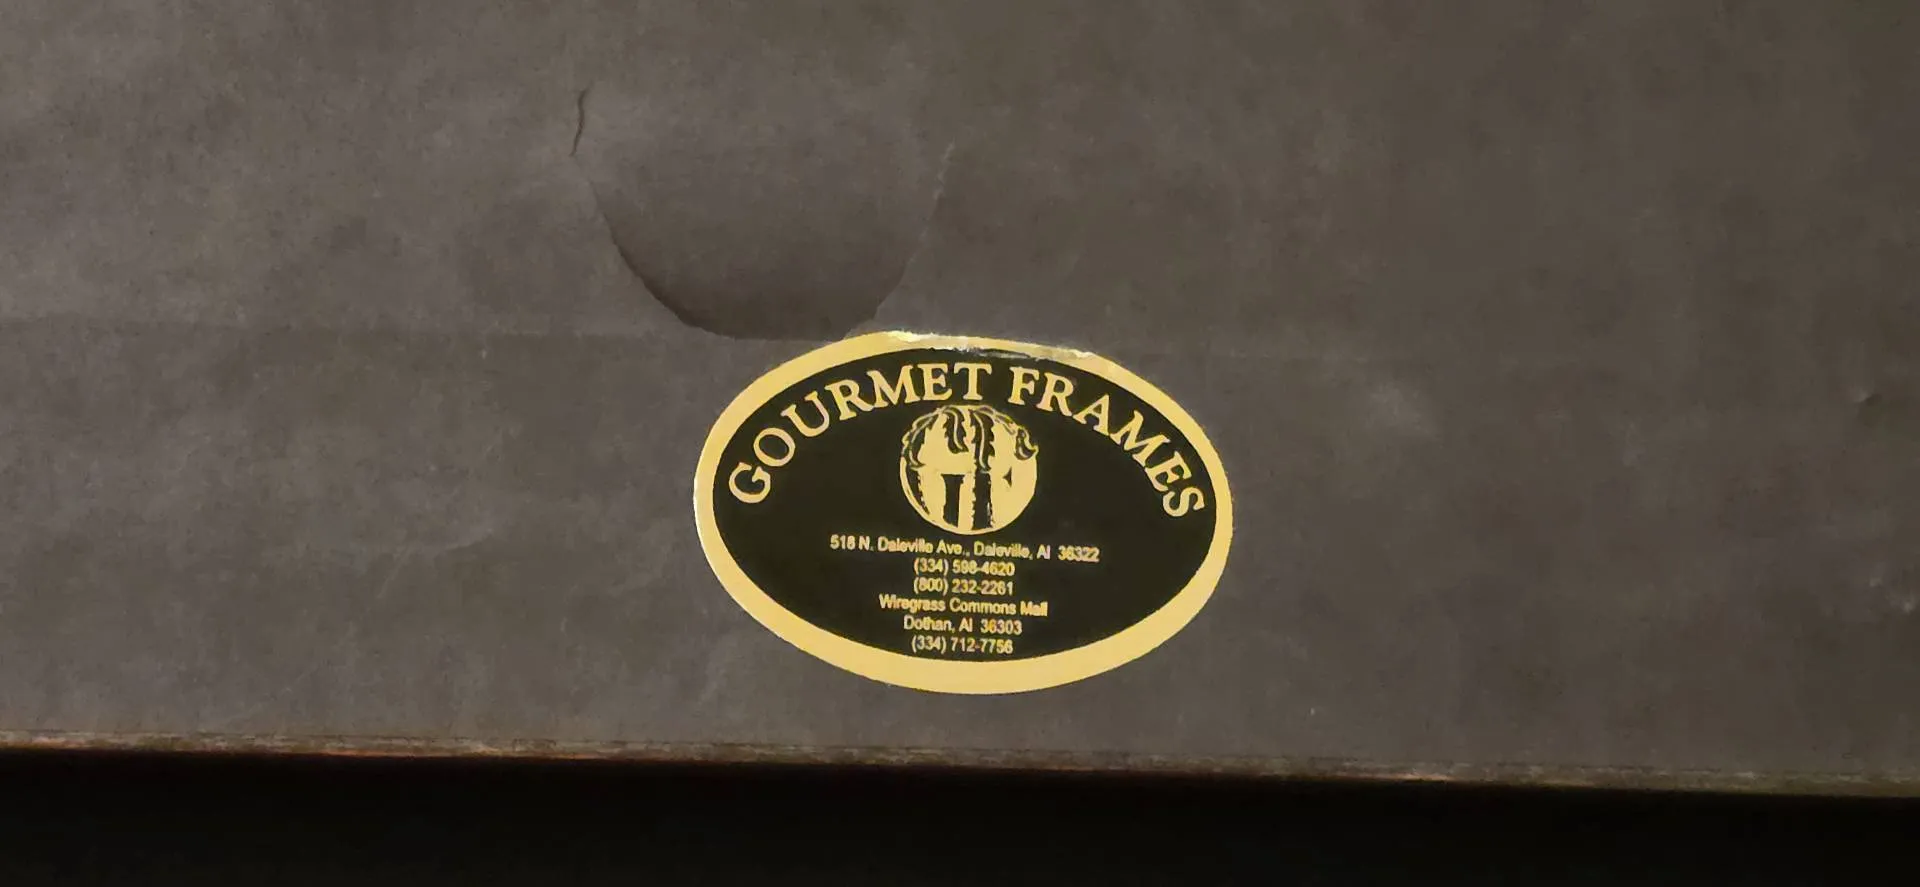 GOURMET FRAMES
518 N. Daleville Ave., Daleville, Al 36322
(334) 598-4620
(800) 232-2261
Wiregrass Commons Mall
Dothan, Al 36303
(334) 712-7756